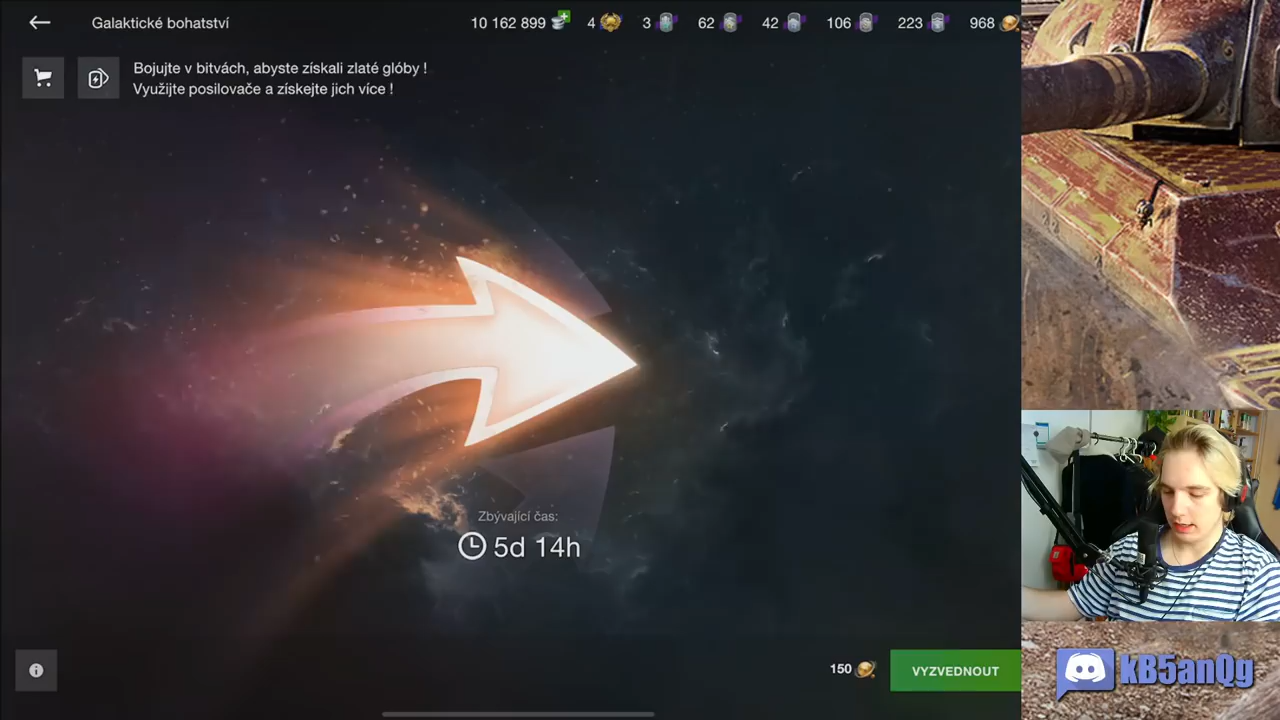 Galaktické bohatství
10 162 899 4 3 62 42 106 223 968
Bojujte v bitvách, abyste získali zlaté glóby !
Využijte posilovače a získejte jich více !
Zbývající čas:
5d 14h
150 VYZVEDNOUT
kB5anQg